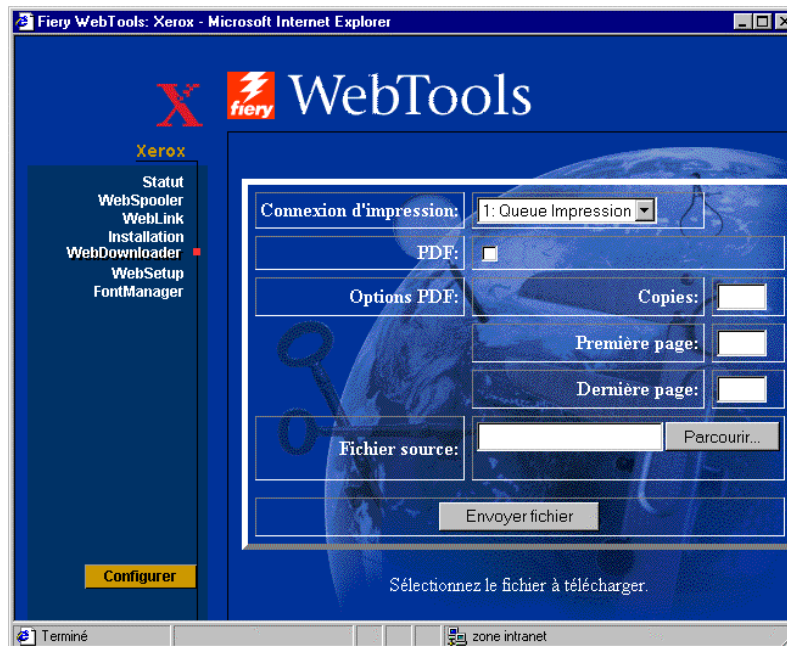 Fiery WebTools: Xerox - Microsoft Internet Explorer
X fiery WebTools
Xerox
Statut
WebSpooler
WebLink
Installation
WebDownloader
WebSetup
FontManager
Configurer
Connexion d'impression: 1: Queue Impression
PDF:
Options PDF: Copies:
Première page:
Dernière page:
Fichier source: Parcourir...
Envoyer fichier
Sélectionnez le fichier à télécharger.
Terminé zone intranet